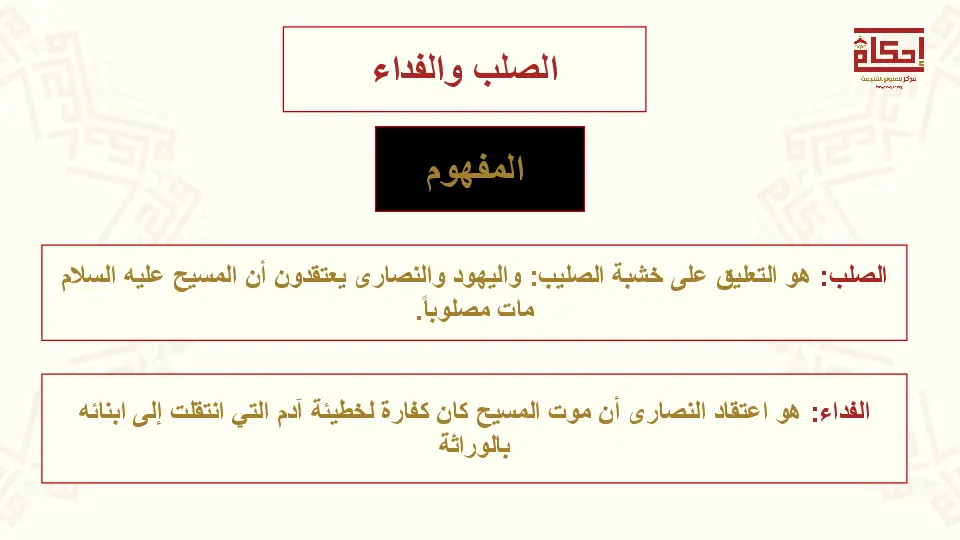 إحكام
مركز للعلوم الشرعية
الصلب والفداء
المفهوم
الصلب: هو التعليق على خشبة الصليب: واليهود والنصارى يعتقدون أن المسيح عليه السلام
مات مصلوباً.
الفداء: هو اعتقاد النصارى أن موت المسيح كان كفارة لخطيئة آدم التي انتقلت إلى ابنائه
بالوراثة